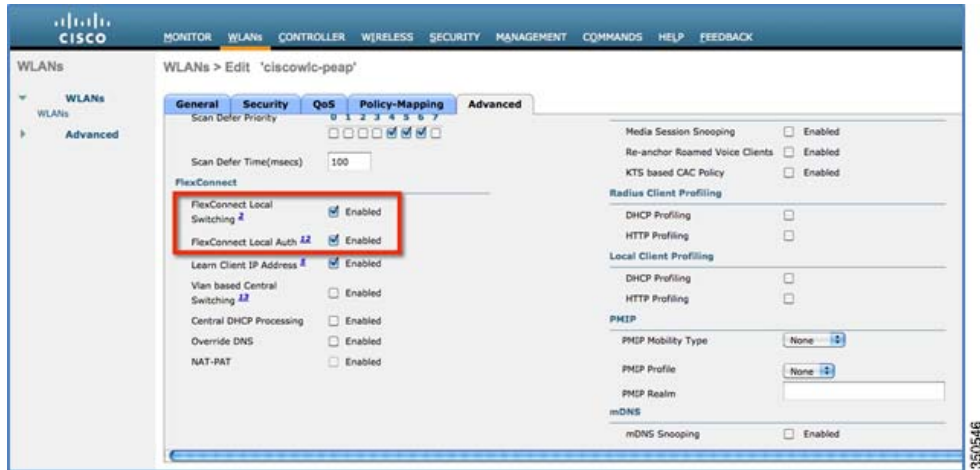 CISCO
MONITOR WLANs CONTROLLER WIRELESS SECURITY MANAGEMENT COMMANDS HELP FEEDBACK
WLANs
WLANs
WLANs
Advanced
WLANs > Edit 'ciscowlc-peap'
General Security QoS Policy-Mapping Advanced
Scan Defer Priority 0 1 2 3 4 5 6 7
Scan Defer Time(msecs) 100
FlexConnect
FlexConnect Local
Switching 2 Enabled
FlexConnect Local Auth 12 Enabled
Learn Client IP Address Enabled
Vlan based Central
Switching 13 Enabled
Central DHCP Processing Enabled
Override DNS Enabled
NAT-PAT Enabled
Media Session Snooping Enabled
Re-anchor Roamed Voice Clients Enabled
KTS based CAC Policy Enabled
Radius Client Profiling
DHCP Profiling
HTTP Profiling
Local Client Profiling
DHCP Profiling
HTTP Profiling
PMIP
PMIP Mobility Type None
PMIP Profile None
PMIP Realm
mDNS
mDNS Snooping Enabled